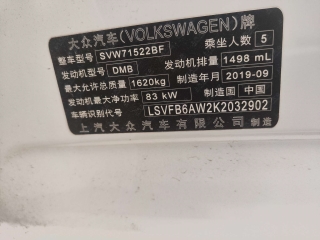 大众汽车(VOLKSWAGEN)牌
整车型号 SVW71522BF 乘坐人数 5
发动机型号 DMB 发动机排量 1498 mL
最大允许总质量 1620kg 制造年月 2019-09
发动机最大净功率 83 kW 制造国 中国
车辆识别代号 LSVFB6AW2K2032902
上汽大众汽车有限公司 制造